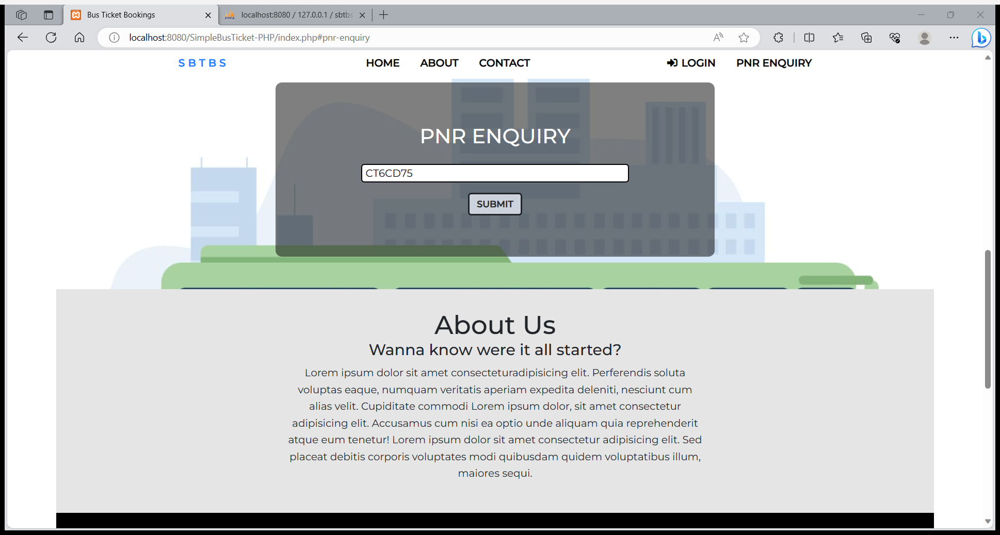 Bus Ticket Bookings
PMA
localhost:8080 / 127.0.0.1 / sbtbs
localhost:8080/SimpleBusTicket-PHP/index.php#pnr-enquiry
SBTBS
HOME ABOUT CONTACT
LOGIN PNR ENQUIRY
PNR ENQUIRY
CT6CD75
SUBMIT
About Us
Wanna know were it all started?
Lorem ipsum dolor sit amet consecteturadipisicing elit. Perferendis soluta
voluptas eaque, numquam veritatis aperiam expedita deleniti, nesciunt cum
alias velit. Cupiditate commodi Lorem ipsum dolor, sit amet consectetur
adipisicing elit. Accusamus cum nisi ea optio unde aliquam quia reprehenderit
atque eum tenetur! Lorem ipsum dolor sit amet consectetur adipisicing elit. Sed
placeat debitis corporis voluptates modi quibusdam quidem voluptatibus illum,
maiores sequi.